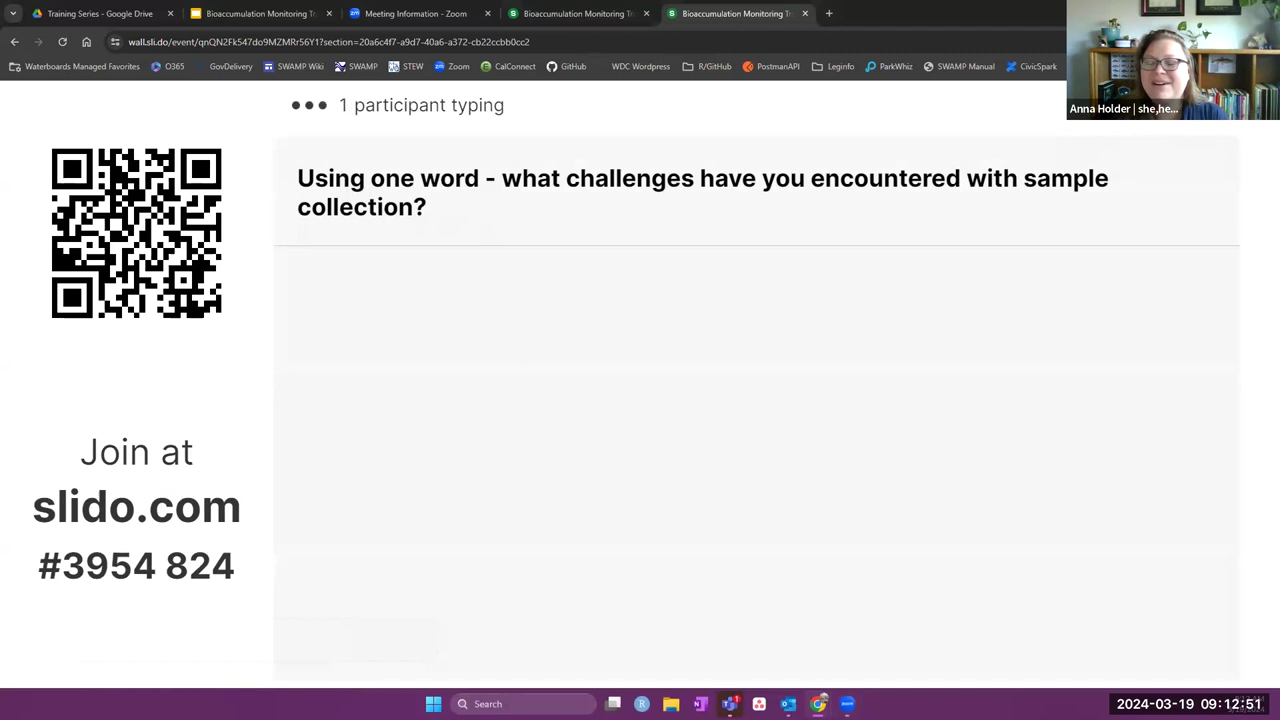 Training Series - Google Drive
Bioaccumulation Monitoring Tr
Meeting Information - Zoom
Bioaccumulation Monitoring Tr
Bioaccumulation Monitoring Tr
wall.sli.do/event/qnQN2Fk547do9MZMRr56Y1?section=20a6c4f7-a9d7-40a6-a3f2-cb22ccbb0cc2
Waterboards Managed Favorites
O365
GovDelivery
SWAMP Wiki
SWAMP
STEW
Zoom
CalConnect
GitHub
WDC Wordpress
R/GitHub
PostmanAPI
Leginfo
ParkWhiz
SWAMP Manual
CivicSpark
Anna Holder | she,he...
1 participant typing
Using one word - what challenges have you encountered with sample
collection?
Join at
slido.com
#3954 824
Search
2024-03-19 09:12:51